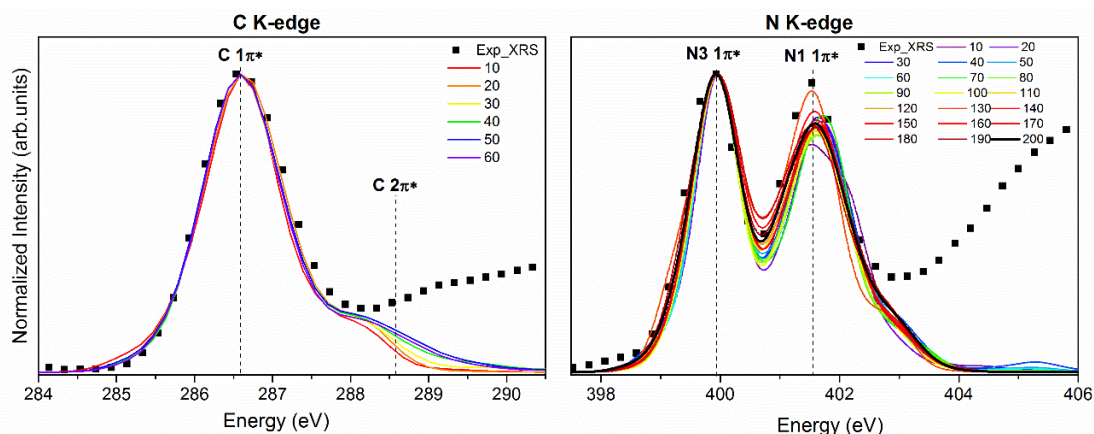 C K-edge
Normalized Intensity (arb.units)
C 1π*
C 2π*
Exp_XRS
10
20
30
40
50
60
284 285 286 287 288 289 290
Energy (eV)
N K-edge
N3 1π*
N1 1π*
Exp_XRS 10 20
30 40 50
60 70 80
90 100 110
120 130 140
150 160 170
180 190 200
398 400 402 404 406
Energy (eV)